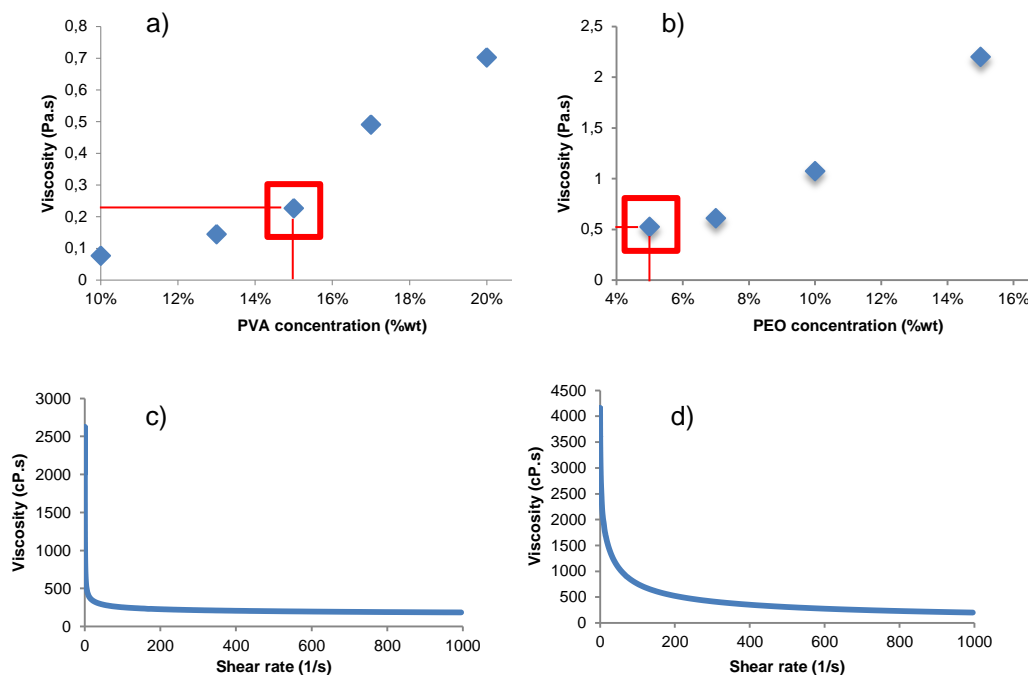 a)
Viscosity (Pa.s)
0,8
0,7
0,6
0,5
0,4
0,3
0,2
0,1
0
10% 12% 14% 16% 18% 20%
PVA concentration (%wt)
b)
Viscosity (Pa.s)
2,5
2
1,5
1
0,5
0
4% 6% 8% 10% 12% 14% 16%
PEO concentration (%wt)
c)
Viscosity (cP.s)
3000
2500
2000
1500
1000
500
0
0 200 400 600 800 1000
Shear rate (1/s)
d)
Viscosity (cP.s)
4500
4000
3500
3000
2500
2000
1500
1000
500
0
0 200 400 600 800 1000
Shear rate (1/s)